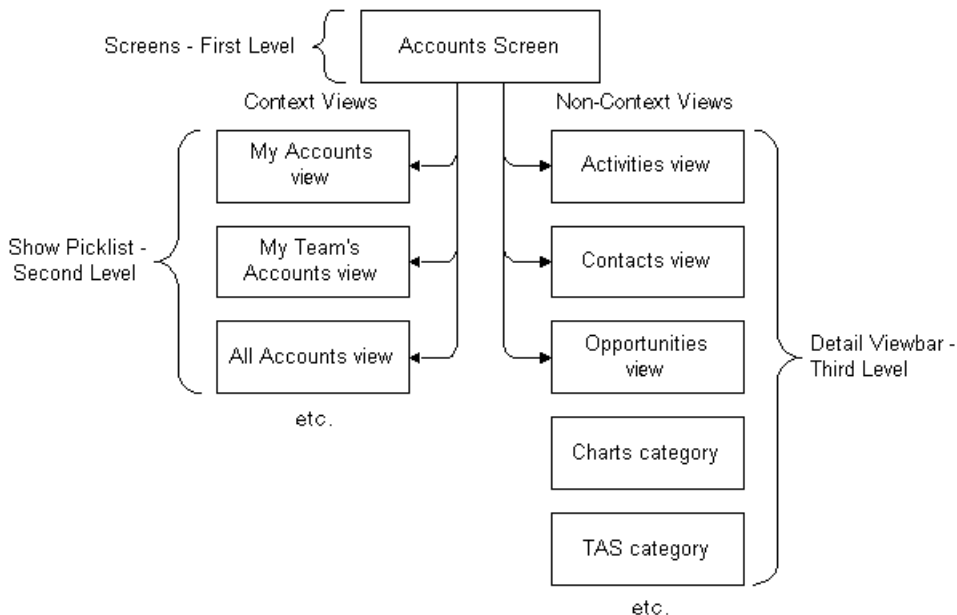 Screens - First Level
Accounts Screen
Context Views
Non-Context Views
My Accounts
view
Activities view
Show Picklist -
Second Level
My Team's
Accounts view
Contacts view
All Accounts view
Opportunities
view
Detail Viewbar -
Third Level
etc.
Charts category
TAS category
etc.